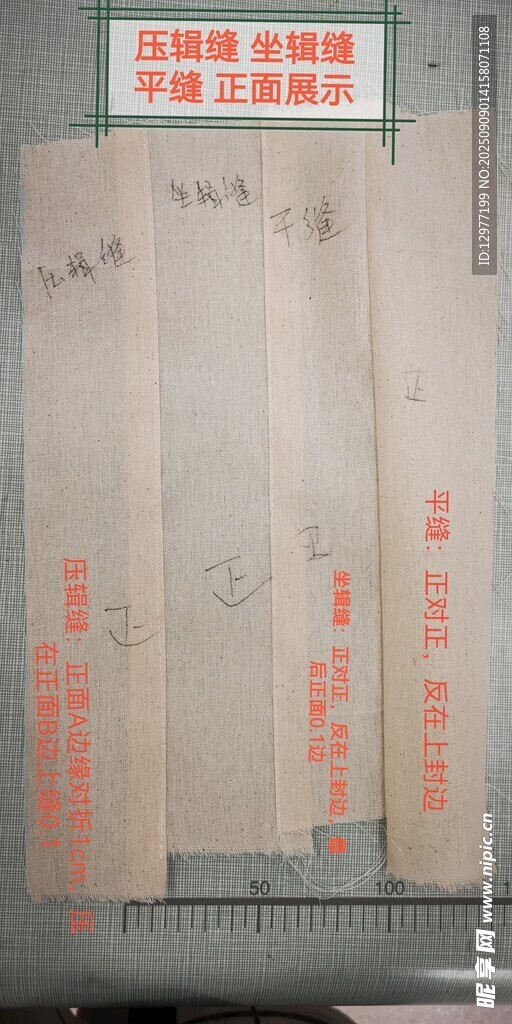 压辑缝 坐辑缝
平缝 正面展示
压辑缝
坐辑缝
平缝
正
正
正
正
压辑缝：正面A边缘对折1cm，压
在正面B边上缝0.1
坐辑缝：正对正，反在上封边，翻
后正面0.1边
平缝：正对正，反在上封边
50
100
ID:12977199 NO:20250909014158071108
昵享网 www.nipic.cn